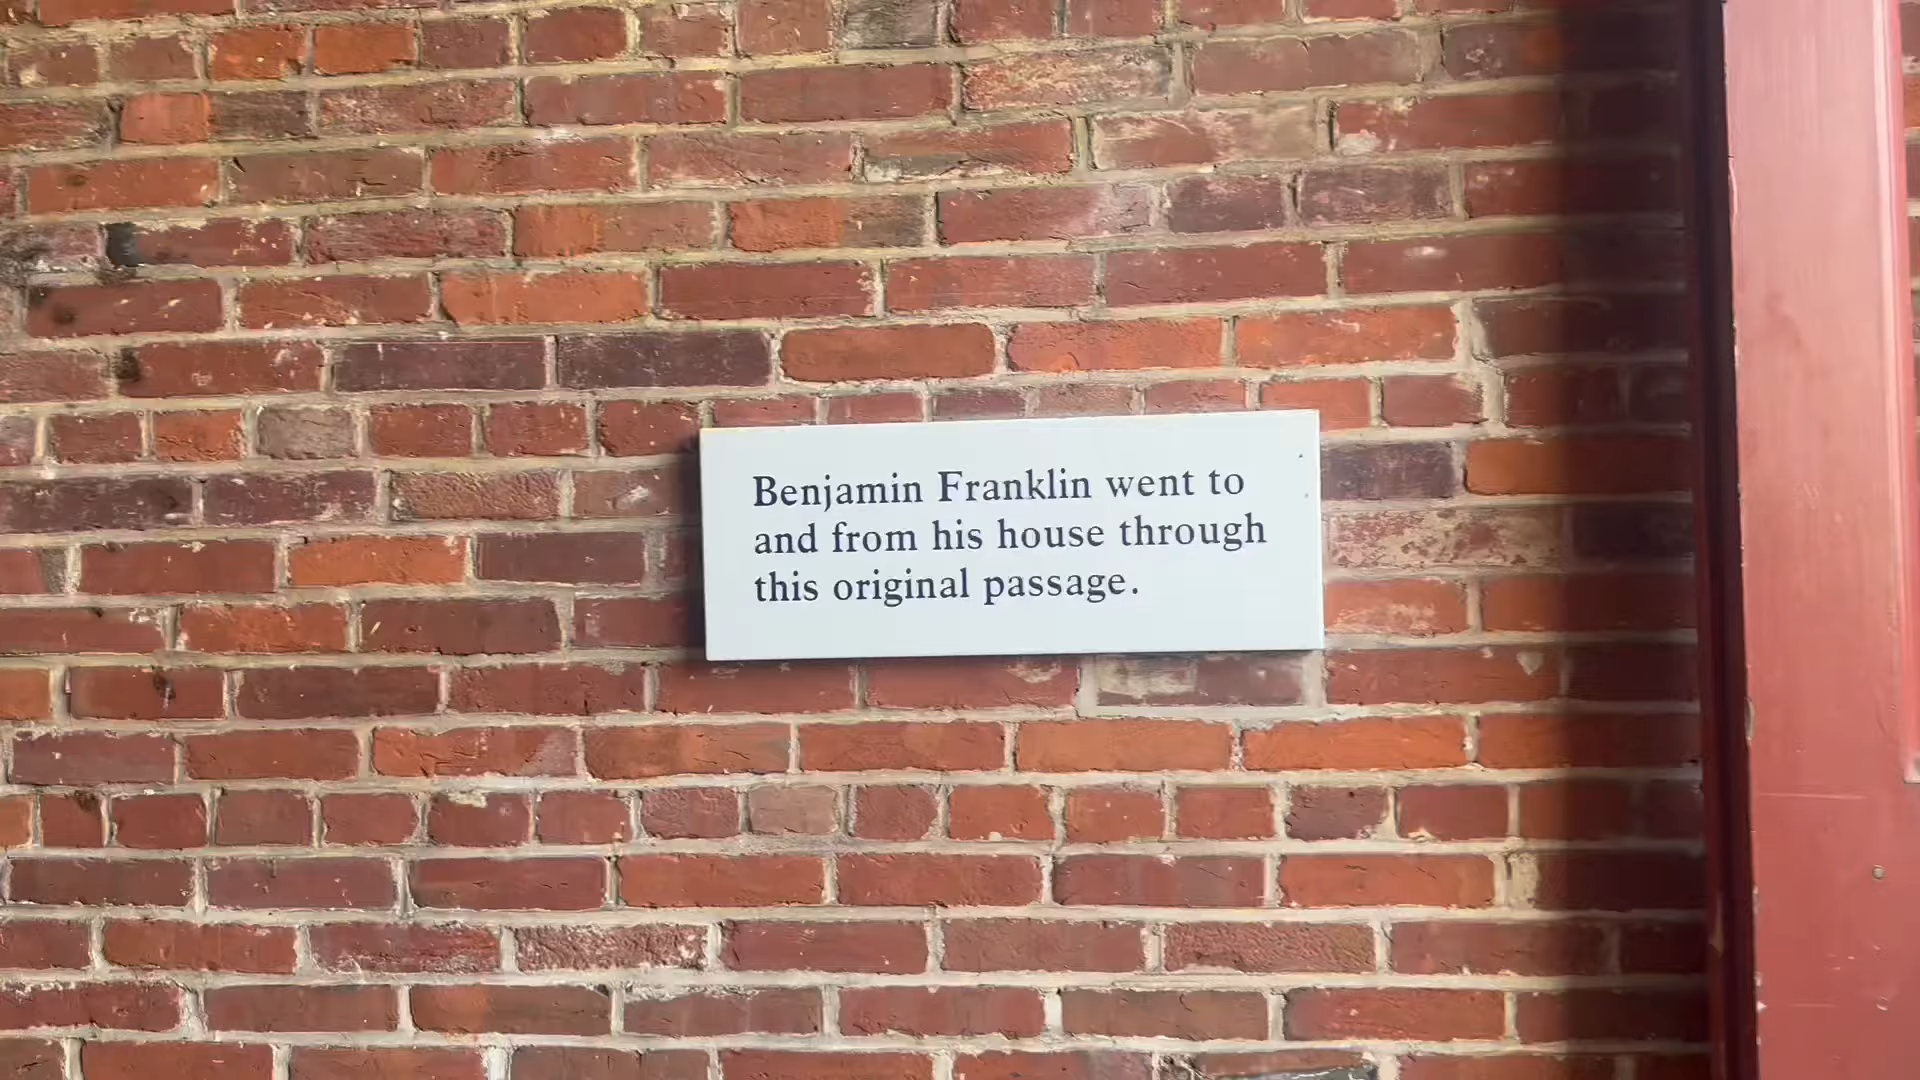 Benjamin Franklin went to
and from his house through
this original passage.